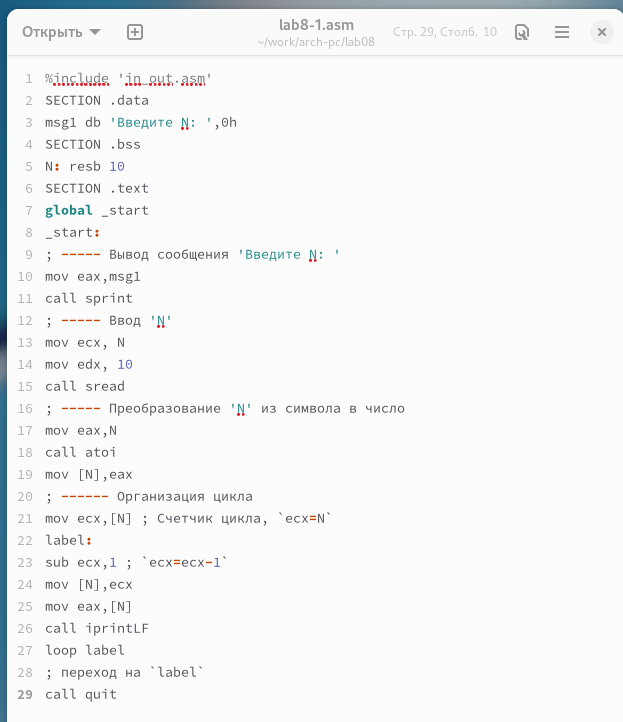 Открыть
lab8-1.asm
~/work/arch-pc/lab08
Стр. 29, Столб. 10
1 %include 'in_out.asm'
2 SECTION .data
3 msg1 db 'Введите N: ',0h
4 SECTION .bss
5 N: resb 10
6 SECTION .text
7 global _start
8 _start:
9 ; ----- Вывод сообщения 'Введите N: '
10 mov eax,msg1
11 call sprint
12 ; ----- Ввод 'N'
13 mov ecx, N
14 mov edx, 10
15 call sread
16 ; ----- Преобразование 'N' из символа в число
17 mov eax,N
18 call atoi
19 mov [N],eax
20 ; ------ Организация цикла
21 mov ecx,[N] ; Счетчик цикла, `ecx=N`
22 label:
23 sub ecx,1 ; `ecx=ecx-1`
24 mov [N],ecx
25 mov eax,[N]
26 call iprintLF
27 loop label
28 ; переход на `label`
29 call quit